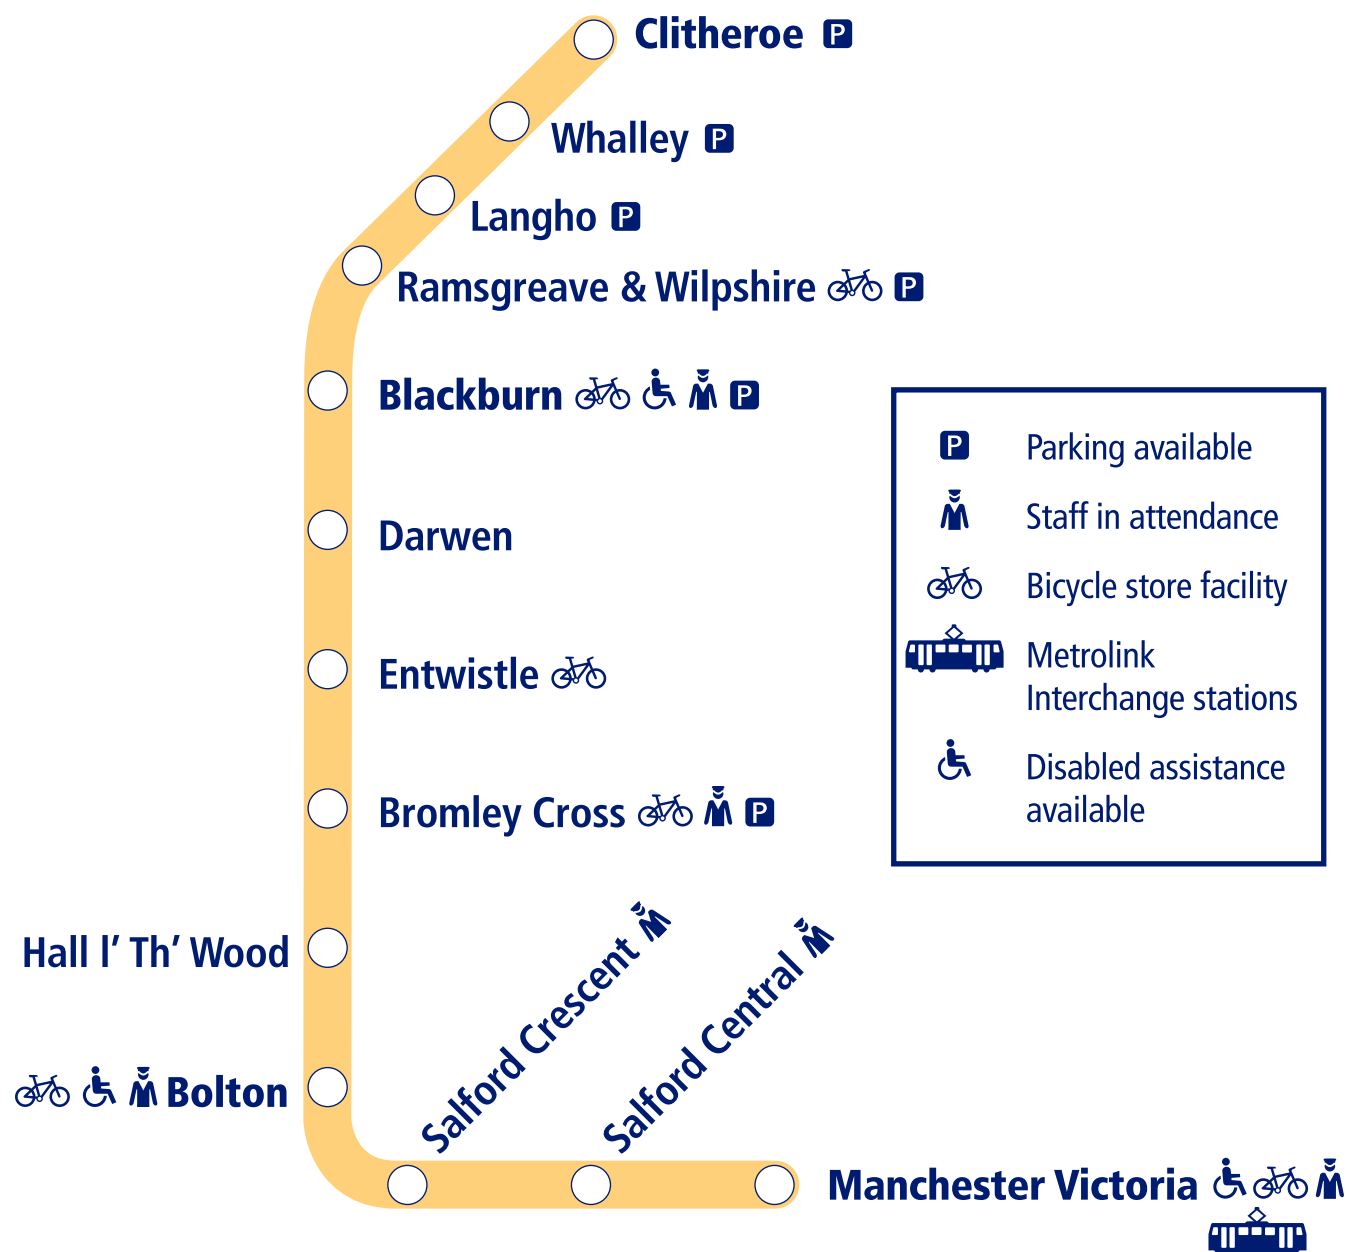 Clitheroe P
Whalley P
Langho P
Ramsgreave & Wilpshire P
Blackburn P
Darwen
Entwistle
Bromley Cross P
Hall l’ Th’ Wood
Bolton
Salford Crescent
Salford Central
Manchester Victoria
P Parking available
Staff in attendance
Bicycle store facility
Metrolink
Interchange stations
Disabled assistance
available